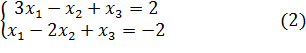 3x₁ − x₂ + x₃ = 2
x₁ − 2x₂ + x₃ = −2 (2)